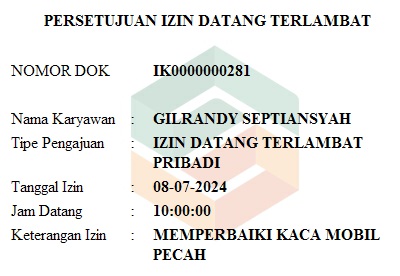 PERSETUJUAN IZIN DATANG TERLAMBAT
NOMOR DOK IK0000000281
Nama Karyawan : GILRANDY SEPTIANSYAH
Tipe Pengajuan : IZIN DATANG TERLAMBAT
PRIBADI
Tanggal Izin : 08-07-2024
Jam Datang : 10:00:00
Keterangan Izin : MEMPERBAIKI KACA MOBIL
PECAH